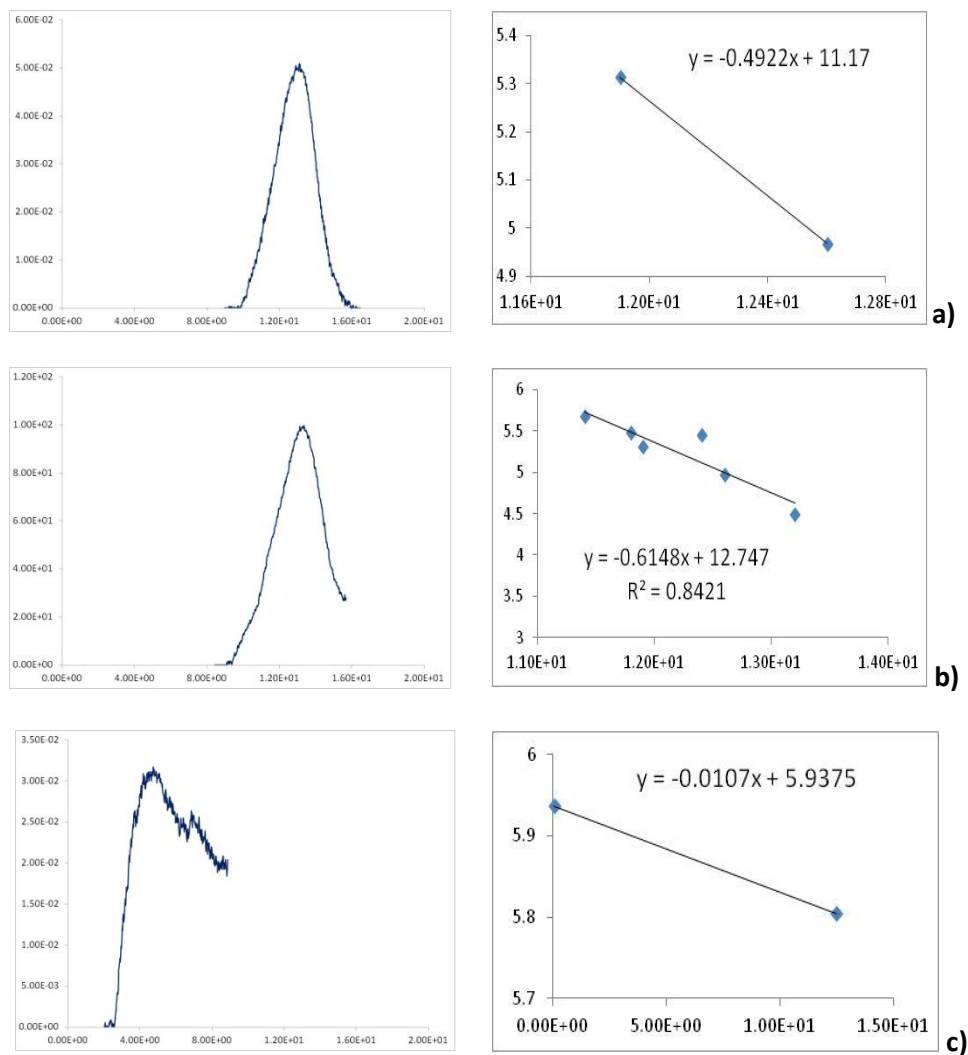 6.00E-02
5.00E-02
4.00E-02
3.00E-02
2.00E-02
1.00E-02
0.00E+00
0.00E+00 4.00E+00 8.00E+00 1.20E+01 1.60E+01 2.00E+01
5.4
5.3
5.2
5.1
5
4.9
y = -0.4922x + 11.17
1.16E+01 1.20E+01 1.24E+01 1.28E+01
a)
1.20E+02
1.00E+02
8.00E+01
6.00E+01
4.00E+01
2.00E+01
0.00E+00
0.00E+00 4.00E+00 8.00E+00 1.20E+01 1.60E+01 2.00E+01
6
5.5
5
4.5
4
3.5
3
y = -0.6148x + 12.747
R² = 0.8421
1.10E+01 1.20E+01 1.30E+01 1.40E+01
b)
3.50E-02
3.00E-02
2.50E-02
2.00E-02
1.50E-02
1.00E-02
5.00E-03
0.00E+00
0.00E+00 4.00E+00 8.00E+00 1.20E+01 1.60E+01 2.00E+01
6
5.9
5.8
5.7
y = -0.0107x + 5.9375
0.00E+00 5.00E+00 1.00E+01 1.50E+01
c)